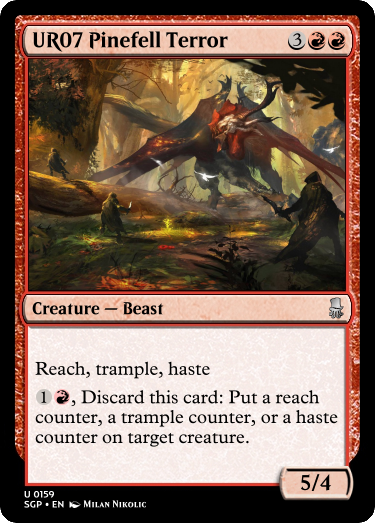 UR07 Pinefell Terror 3
Creature — Beast
Reach, trample, haste
1, Discard this card: Put a reach
counter, a trample counter, or a haste
counter on target creature.
5/4
U 0159
SGP • EN Milan Nikolic